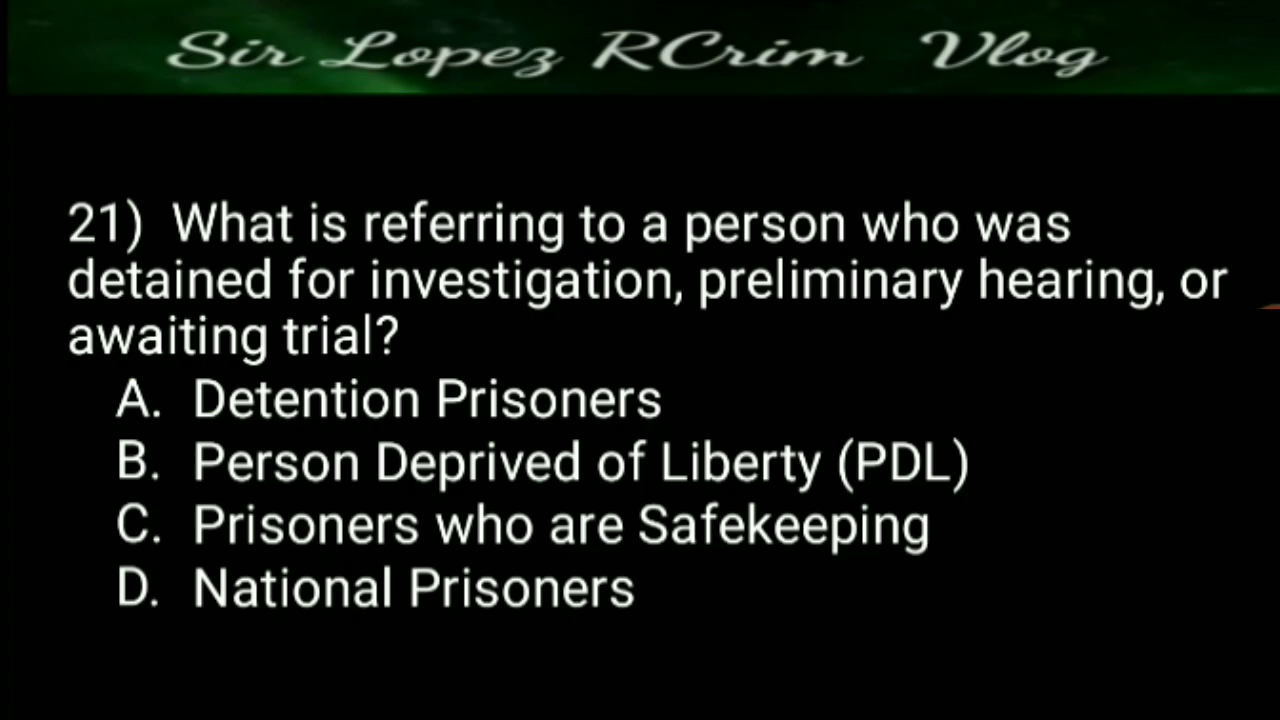 Sir Lopez RCrim Vlog
21) What is referring to a person who was
detained for investigation, preliminary hearing, or
awaiting trial?
A. Detention Prisoners
B. Person Deprived of Liberty (PDL)
C. Prisoners who are Safekeeping
D. National Prisoners